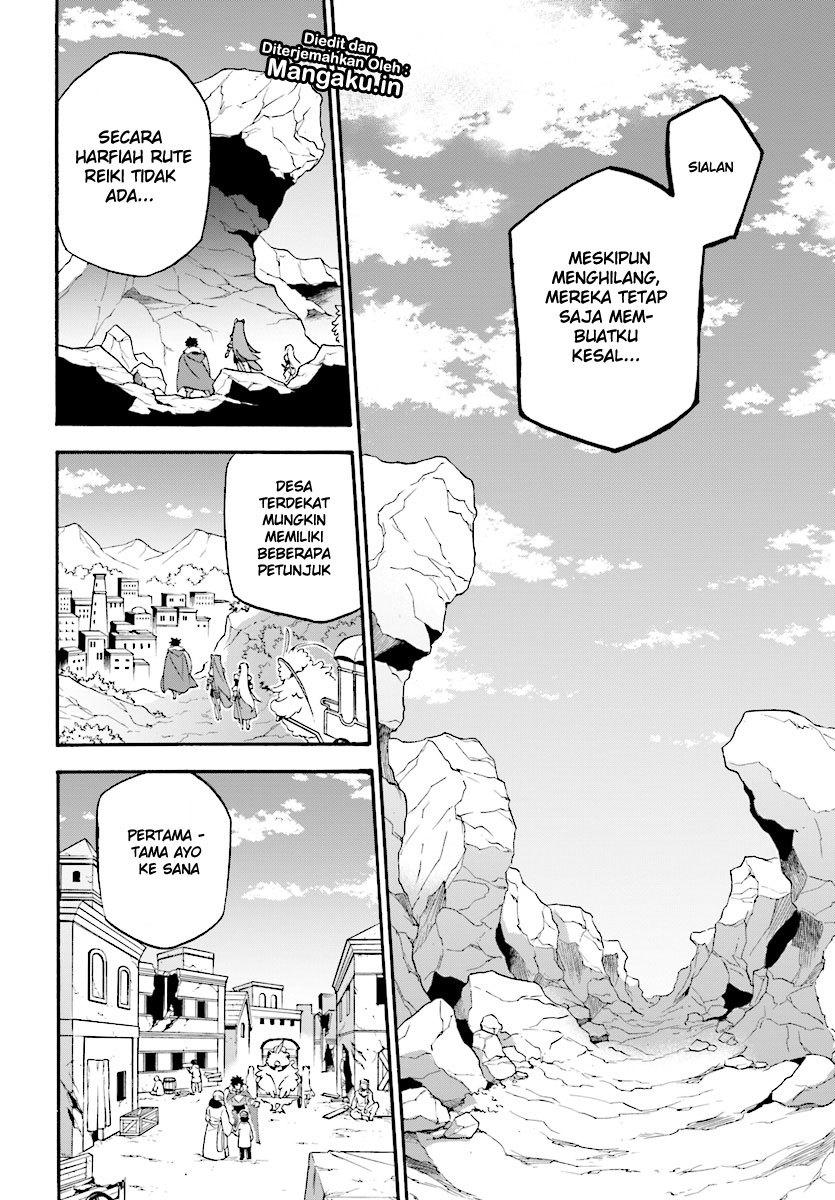 Diedit dan
Diterjemahkan Oleh :
Mangaku.in
SIALAN
MESKIPUN
MENGHILANG,
MEREKA TETAP
SAJA MEM-
BUATKU
KESAL...
SECARA
HARFIAH RUTE
REIKI TIDAK
ADA...
DESA
TERDEKAT
MUNGKIN
MEMILIKI
BEBERAPA
PETUNJUK
PERTAMA -
TAMA AYO
KE SANA